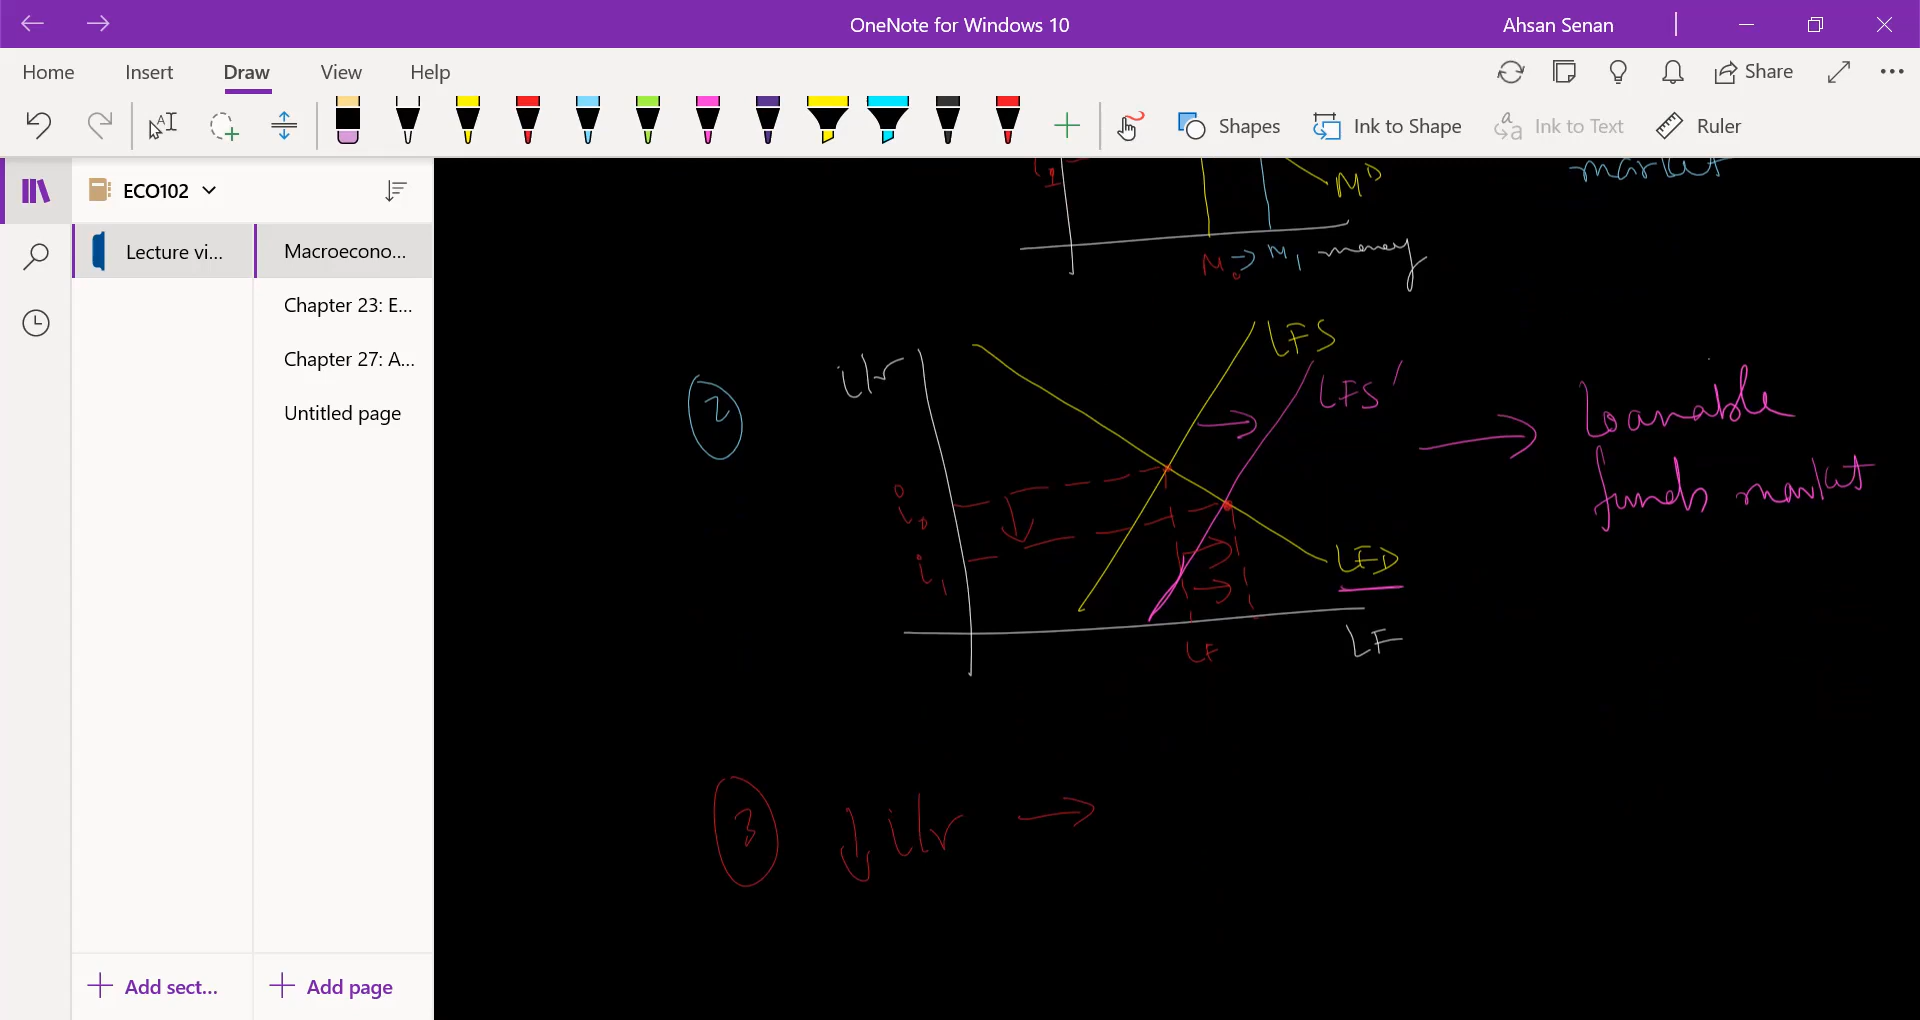 OneNote for Windows 10
Ahsan Senan
Home Insert Draw View Help
Share
Shapes Ink to Shape Ink to Text Ruler
ECO102
Lecture vi...
Macroecono...
Chapter 23: E...
Chapter 27: A...
Untitled page
Add sect...
Add page
i1
M^D
market
M0 → M1 money
2
i/r
LFS
LFS'
→ loanable
funds market
i0
i1
LFD
LF
LF
3 ↓ i/r →